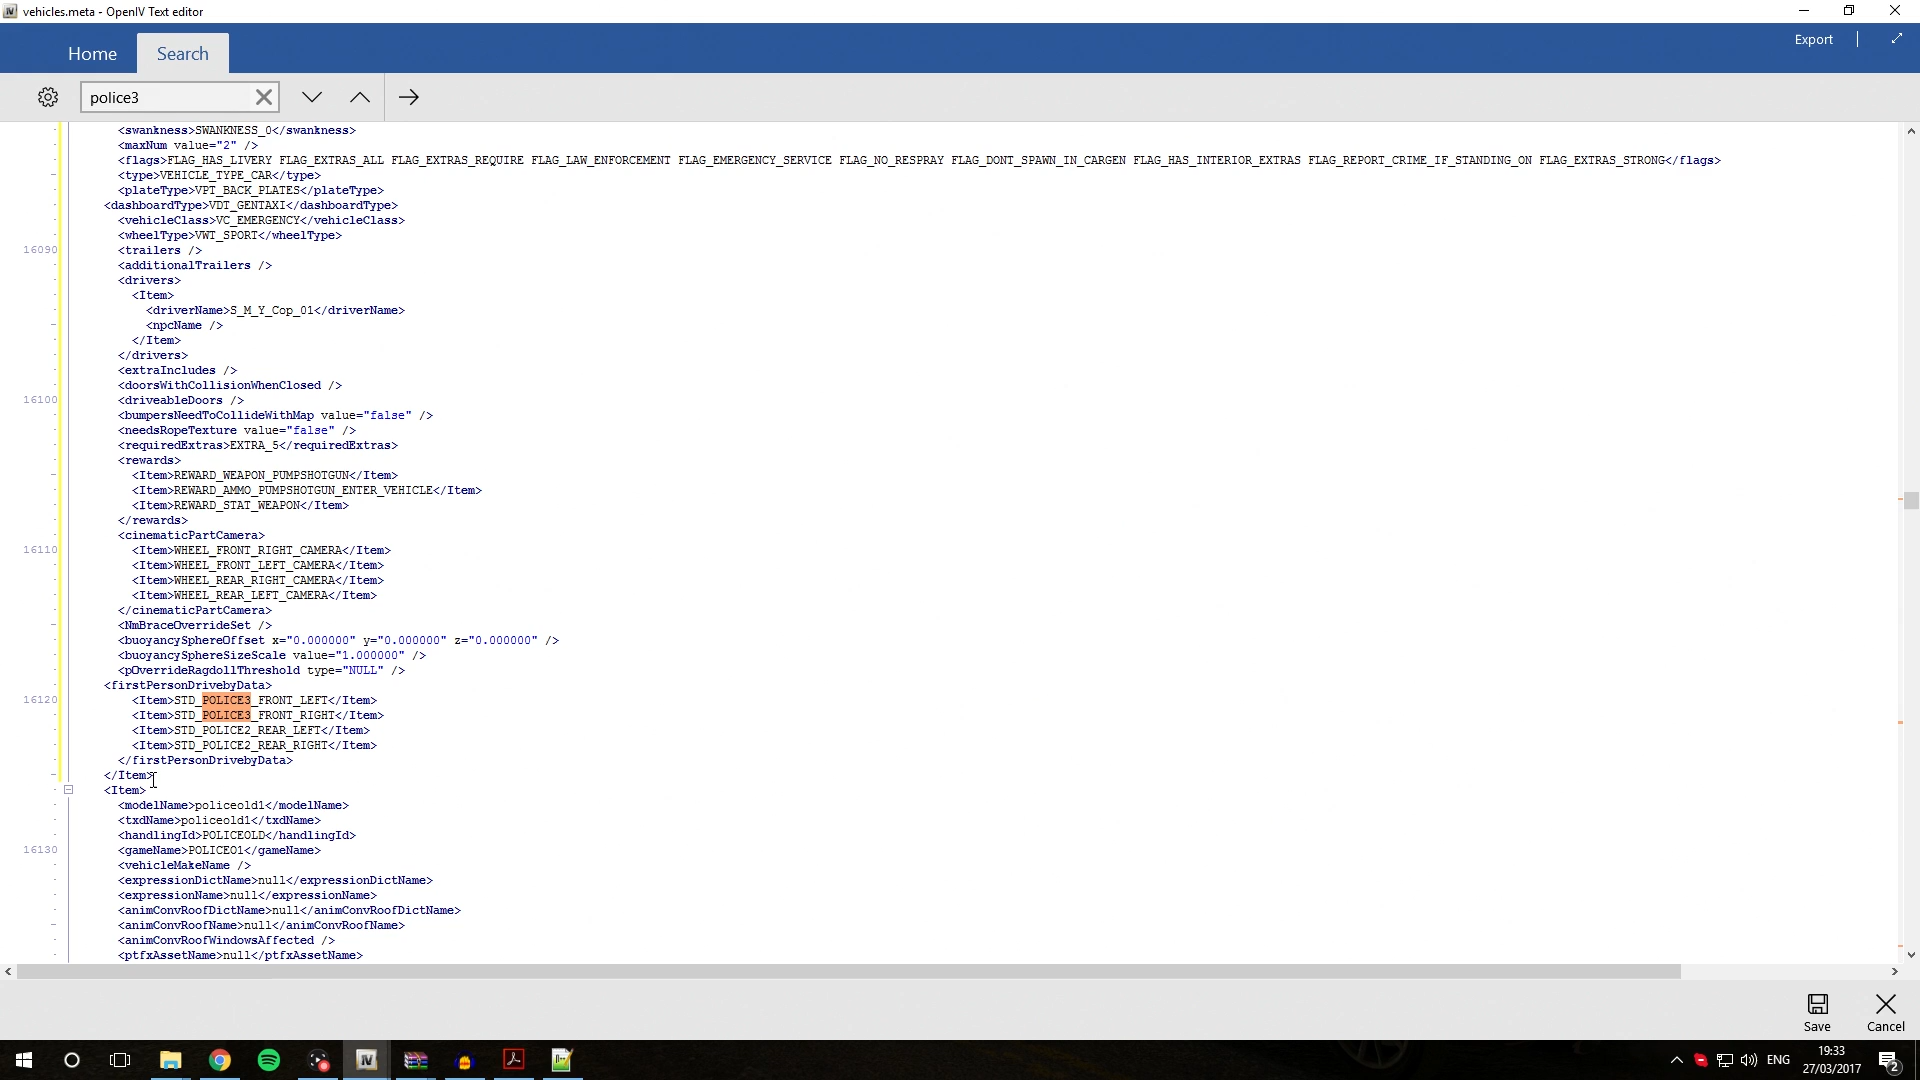 vehicles.meta - OpenIV Text editor
Home
Search
Export
police3
<swankness>SWANKNESS_0</swankness>
<maxNum value="2" />
<flags>FLAG_HAS_LIVERY FLAG_EXTRAS_ALL FLAG_EXTRAS_REQUIRE FLAG_LAW_ENFORCEMENT FLAG_EMERGENCY_SERVICE FLAG_NO_RESPRAY FLAG_DONT_SPAWN_IN_CARGEN FLAG_HAS_INTERIOR_EXTRAS FLAG_REPORT_CRIME_IF_STANDING_ON FLAG_EXTRAS_STRONG</flags>
<type>VEHICLE_TYPE_CAR</type>
<plateType>VPT_BACK_PLATES</plateType>
<dashboardType>VDT_GENTAXI</dashboardType>
<vehicleClass>VC_EMERGENCY</vehicleClass>
<wheelType>VWT_SPORT</wheelType>
16090 <trailers />
<additionalTrailers />
<drivers>
<Item>
<driverName>S_M_Y_Cop_01</driverName>
<npcName />
</Item>
</drivers>
<extraIncludes />
<doorsWithCollisionWhenClosed />
16100 <driveableDoors />
<bumpersNeedToCollideWithMap value="false" />
<needsRopeTexture value="false" />
<requiredExtras>EXTRA_5</requiredExtras>
<rewards>
<Item>REWARD_WEAPON_PUMPSHOTGUN</Item>
<Item>REWARD_AMMO_PUMPSHOTGUN_ENTER_VEHICLE</Item>
<Item>REWARD_STAT_WEAPON</Item>
</rewards>
<cinematicPartCamera>
16110 <Item>WHEEL_FRONT_RIGHT_CAMERA</Item>
<Item>WHEEL_FRONT_LEFT_CAMERA</Item>
<Item>WHEEL_REAR_RIGHT_CAMERA</Item>
<Item>WHEEL_REAR_LEFT_CAMERA</Item>
</cinematicPartCamera>
<NmBraceOverrideSet />
<buoyancySphereOffset x="0.000000" y="0.000000" z="0.000000" />
<buoyancySphereSizeScale value="1.000000" />
<pOverrideRagdollThreshold type="NULL" />
<firstPersonDrivebyData>
16120 <Item>STD_POLICE3_FRONT_LEFT</Item>
<Item>STD_POLICE3_FRONT_RIGHT</Item>
<Item>STD_POLICE2_REAR_LEFT</Item>
<Item>STD_POLICE2_REAR_RIGHT</Item>
</firstPersonDrivebyData>
</Item>
<Item>
<modelName>policeold1</modelName>
<txdName>policeold1</txdName>
<handlingId>POLICEOLD</handlingId>
16130 <gameName>POLICEO1</gameName>
<vehicleMakeName />
<expressionDictName>null</expressionDictName>
<expressionName>null</expressionName>
<animConvRoofDictName>null</animConvRoofDictName>
<animConvRoofName>null</animConvRoofName>
<animConvRoofWindowsAffected />
<ptfxAssetName>null</ptfxAssetName>
Save
Cancel
ENG
19:33
27/03/2017
2